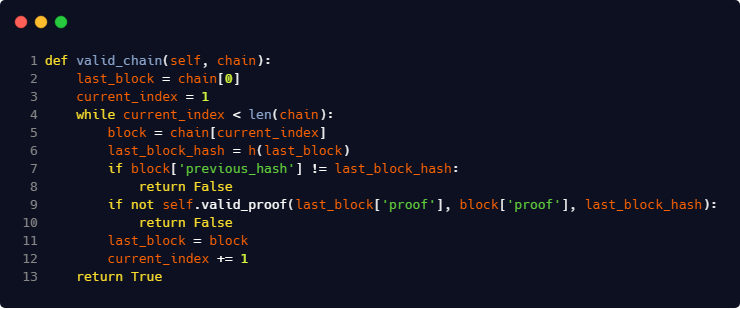 1 def valid_chain(self, chain):
2     last_block = chain[0]
3     current_index = 1
4     while current_index < len(chain):
5         block = chain[current_index]
6         last_block_hash = h(last_block)
7         if block['previous_hash'] != last_block_hash:
8             return False
9         if not self.valid_proof(last_block['proof'], block['proof'], last_block_hash):
10             return False
11         last_block = block
12         current_index += 1
13     return True